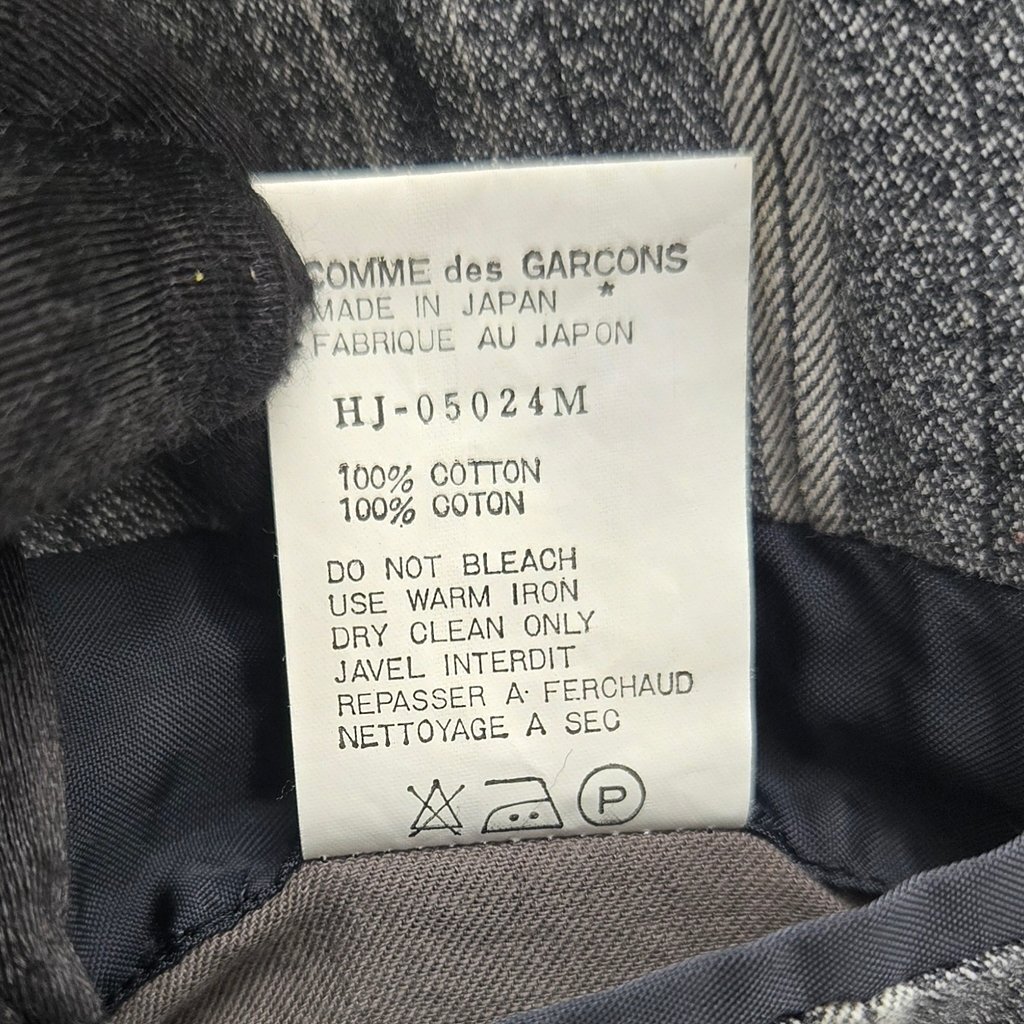 COMME des GARCONS
MADE IN JAPAN *
FABRIQUE AU JAPON
HJ-05024M
100% COTTON
100% COTON
DO NOT BLEACH
USE WARM IRON
DRY CLEAN ONLY
JAVEL INTERDIT
REPASSER A· FERCHAUD
NETTOYAGE A SEC
P